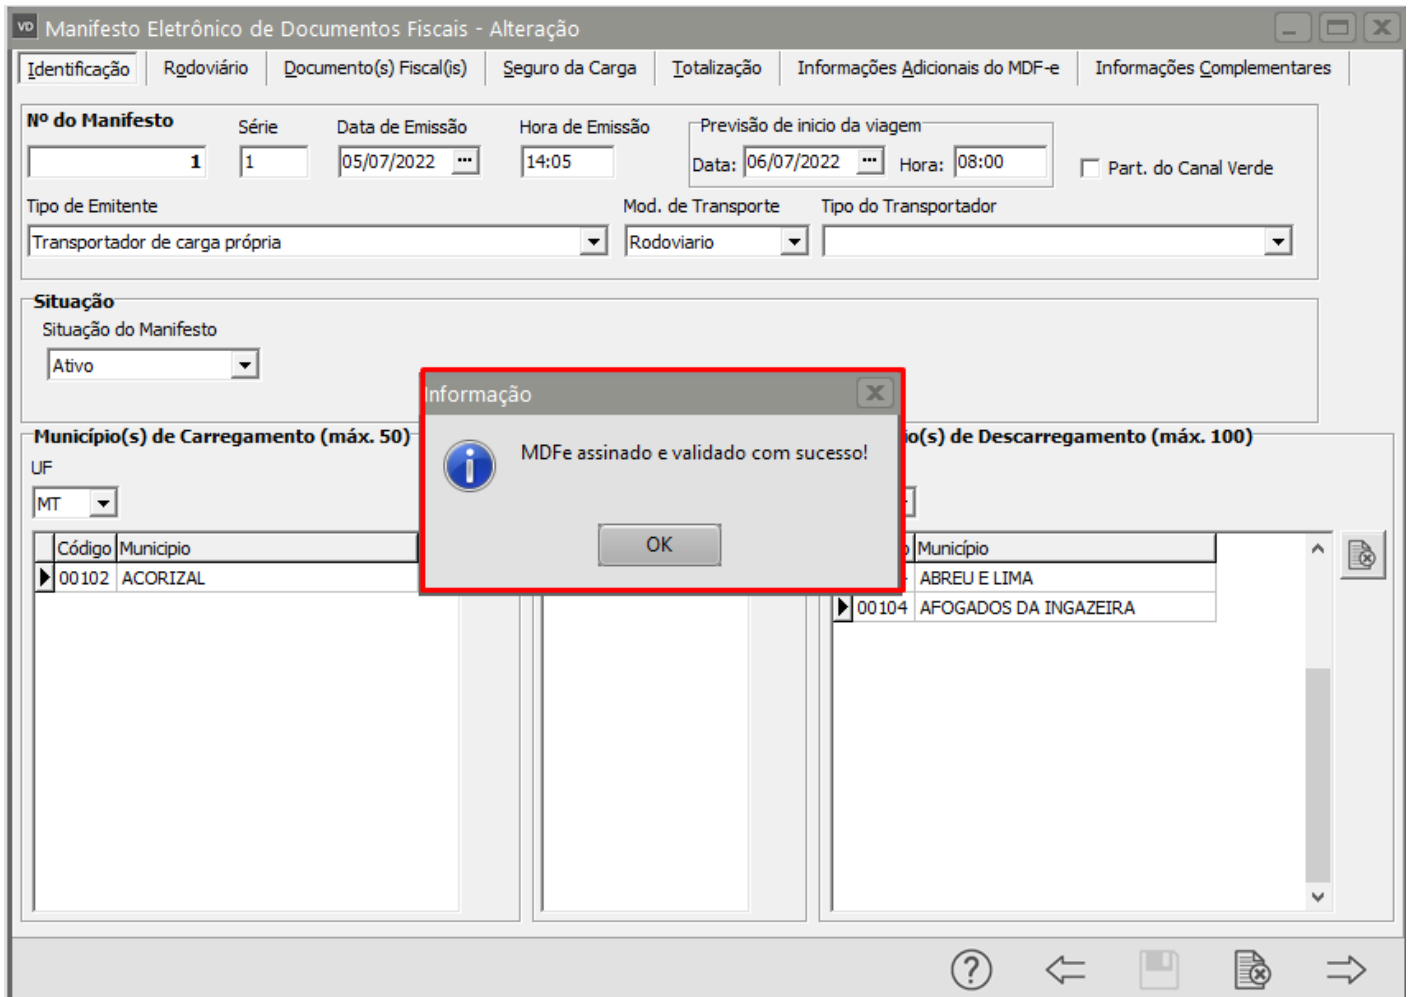 VD Manifesto Eletrônico de Documentos Fiscais - Alteração
Identificação Rodoviário Documento(s) Fiscal(is) Seguro da Carga Totalização Informações Adicionais do MDF-e Informações Complementares
Nº do Manifesto Série Data de Emissão Hora de Emissão Previsão de inicio da viagem
1 1 05/07/2022 ... 14:05 Data: 06/07/2022 ... Hora: 08:00 Part. do Canal Verde
Tipo de Emitente Mod. de Transporte Tipo do Transportador
Transportador de carga própria Rodoviario
Situação
Situação do Manifesto
Ativo
Informação
MDFe assinado e validado com sucesso!
OK
Município(s) de Carregamento (máx. 50)
UF
MT
Código Municipio
00102 ACORIZAL
io(s) de Descarregamento (máx. 100)
Município
ABREU E LIMA
00104 AFOGADOS DA INGAZEIRA
?